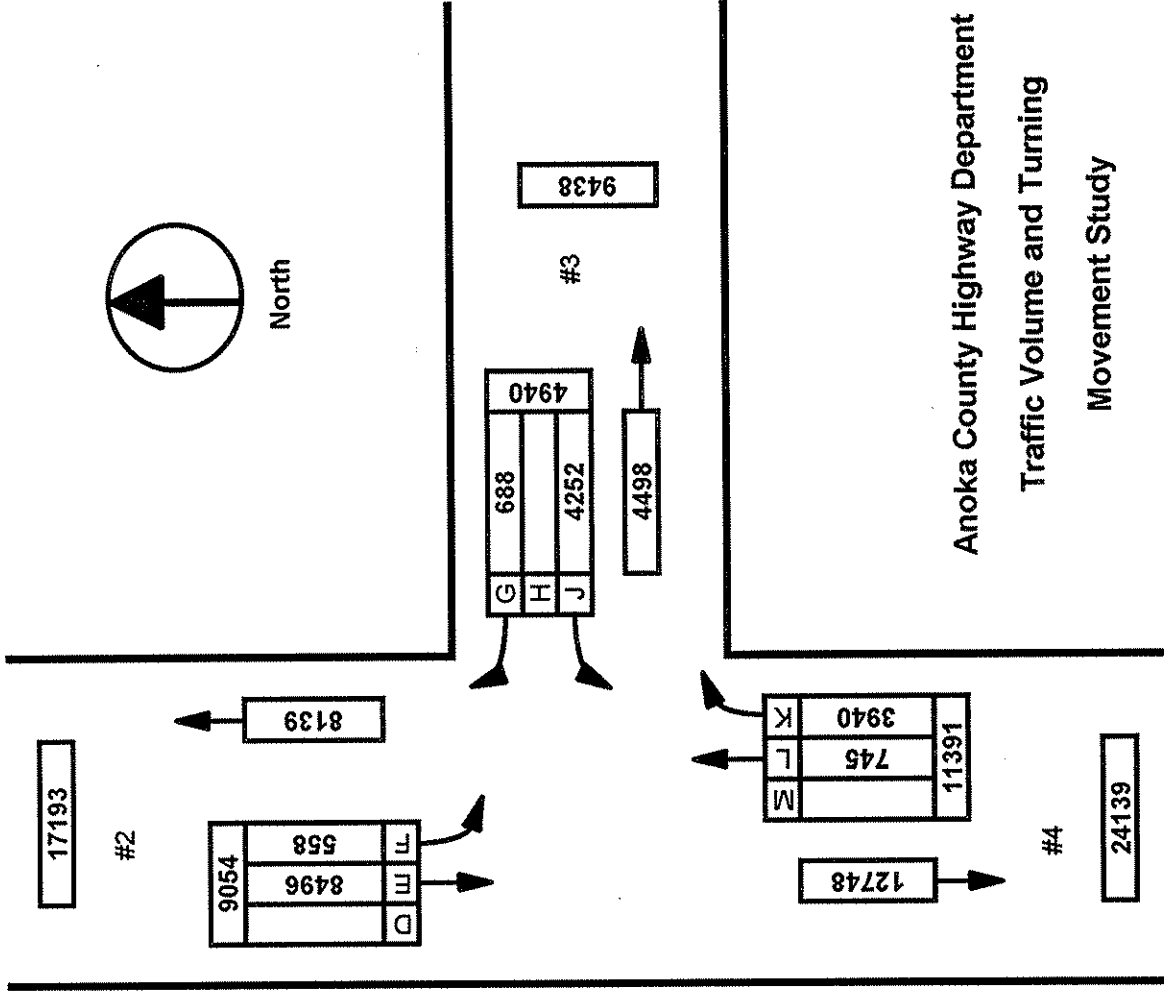 17193
#2
8139
9054
558
8496
F
E
D
North
9438
#3
4940
G 688
H
J 4252
4498
K 3940
L 745
M
11391
12748
#4
24139
Anoka County Highway Department
Traffic Volume and Turning
Movement Study